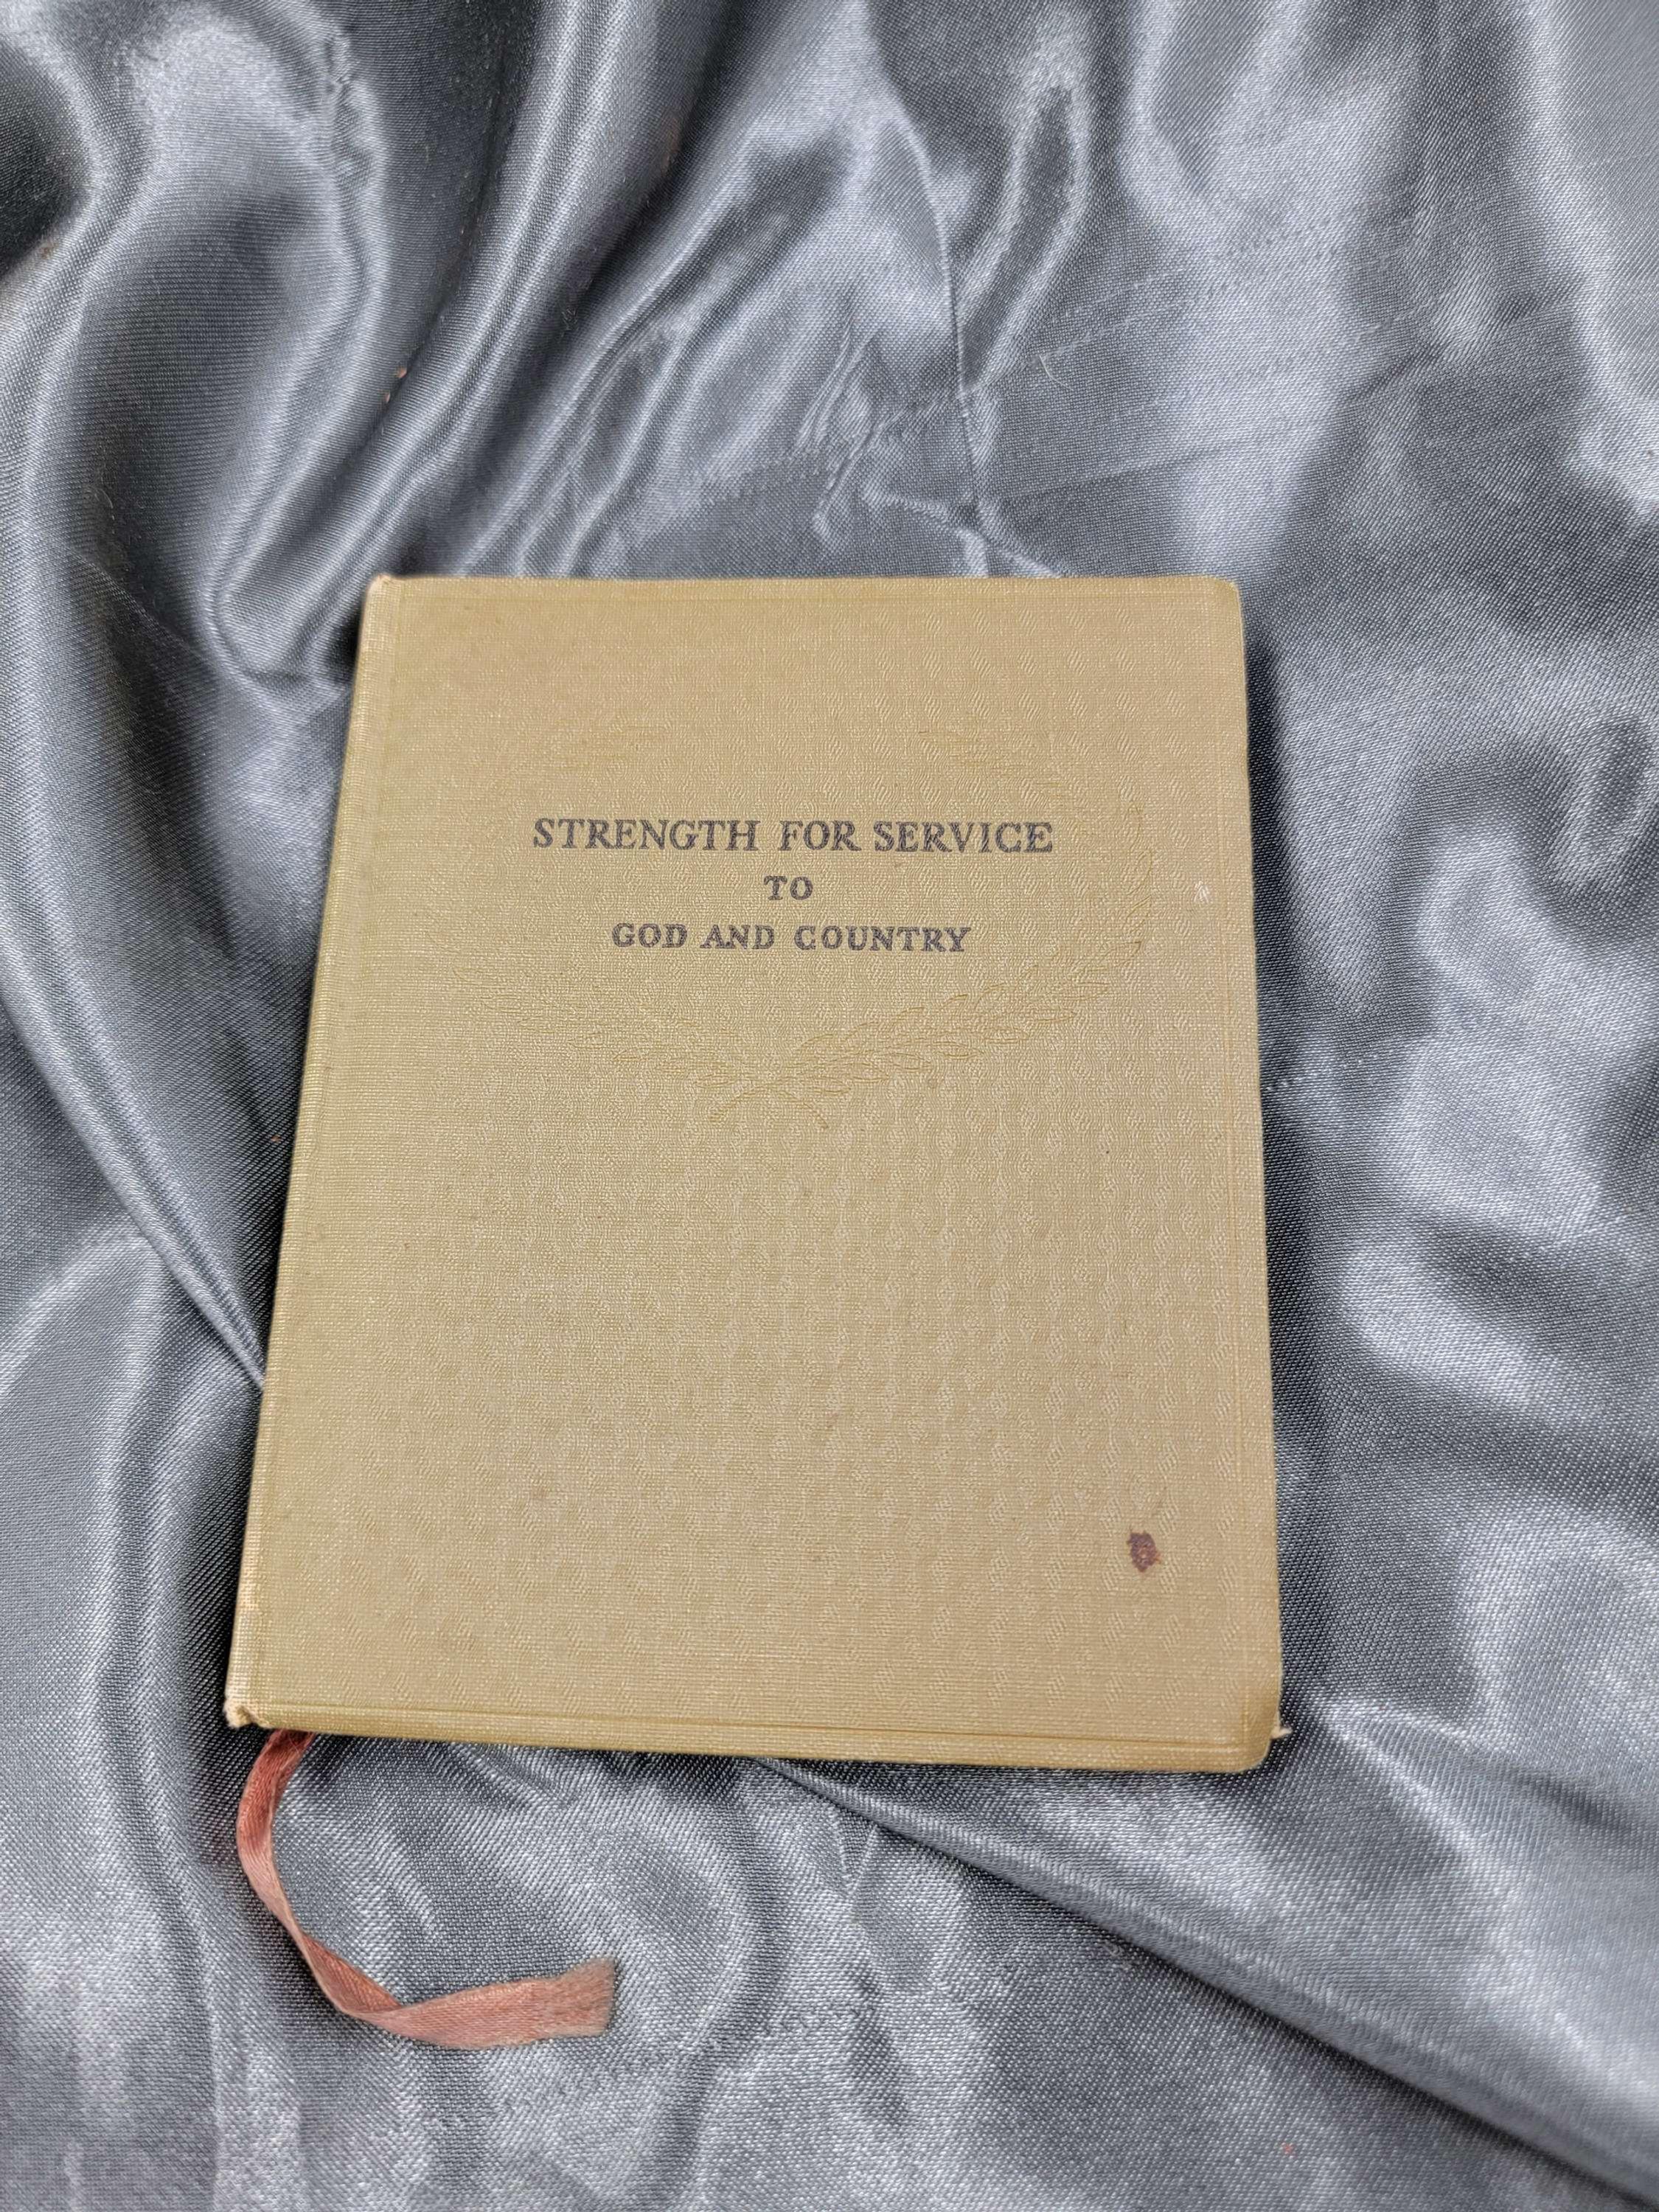 STRENGTH FOR SERVICE
TO
GOD AND COUNTRY